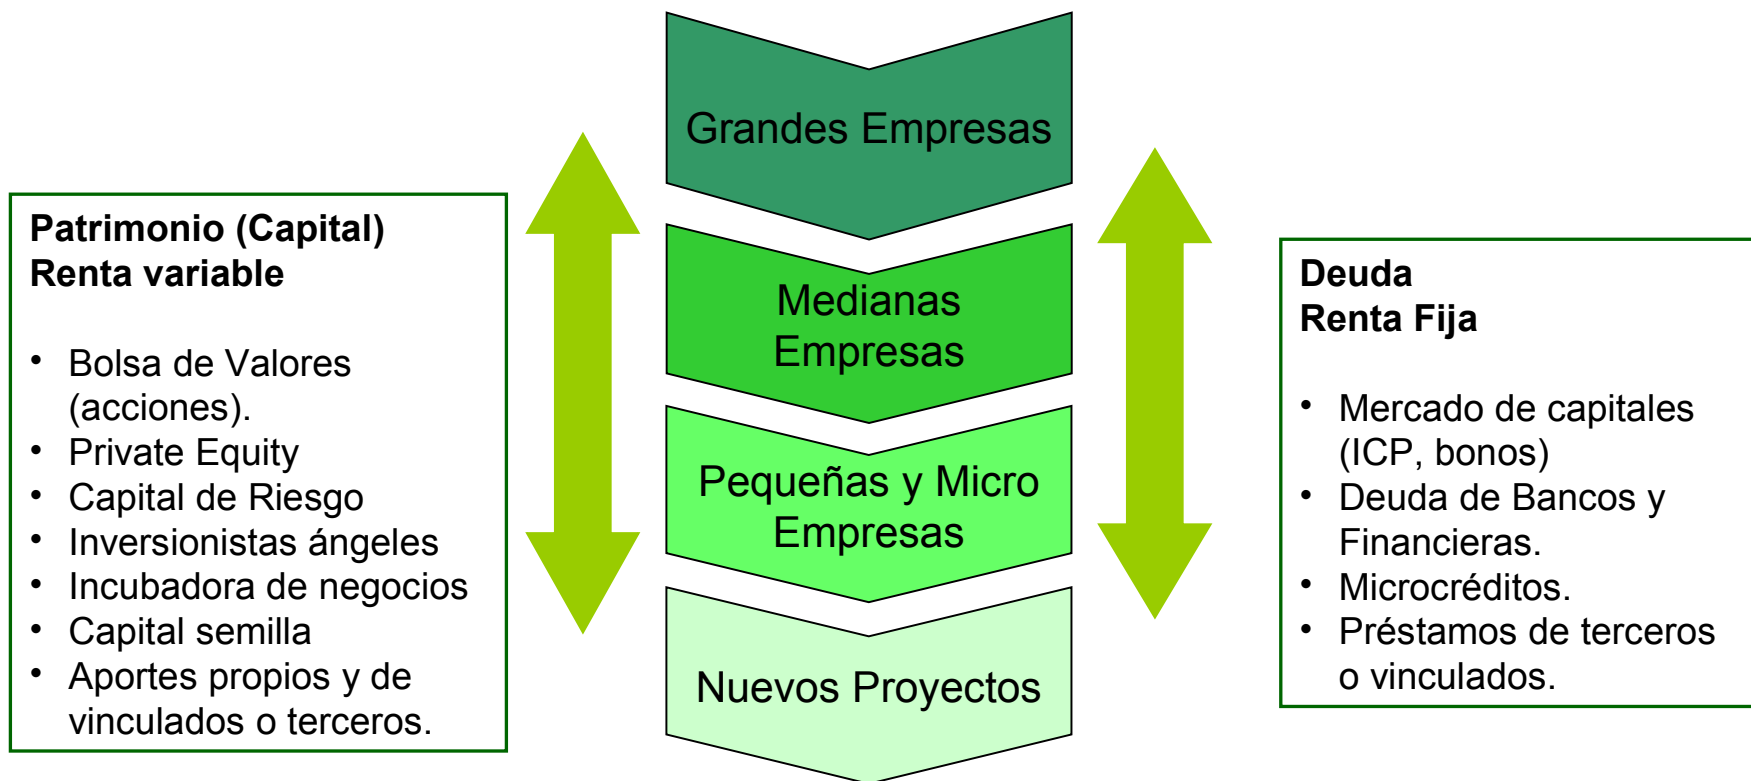 Grandes Empresas
Medianas
Empresas
Pequeñas y Micro
Empresas
Nuevos Proyectos
Patrimonio (Capital)
Renta variable
• Bolsa de Valores
(acciones).
• Private Equity
• Capital de Riesgo
• Inversionistas ángeles
• Incubadora de negocios
• Capital semilla
• Aportes propios y de
vinculados o terceros.
Deuda
Renta Fija
• Mercado de capitales
(ICP, bonos)
• Deuda de Bancos y
Financieras.
• Microcréditos.
• Préstamos de terceros
o vinculados.